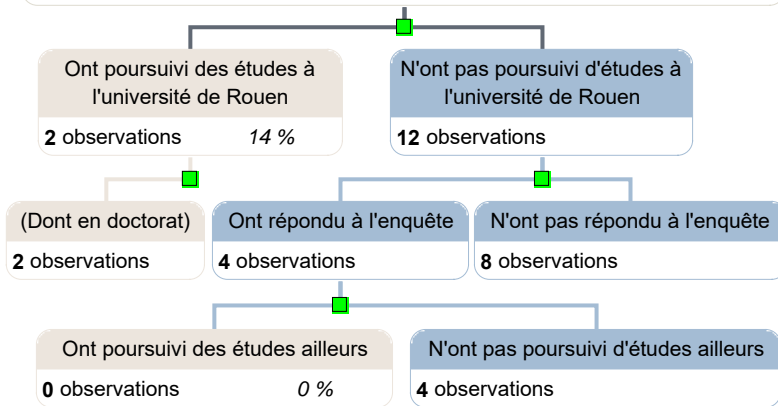 Ont poursuivi des études à
l'université de Rouen
2 observations 14 %
N'ont pas poursuivi d'études à
l'université de Rouen
12 observations
(Dont en doctorat)
2 observations
Ont répondu à l'enquête
4 observations
N'ont pas répondu à l'enquête
8 observations
Ont poursuivi des études ailleurs
0 observations 0 %
N'ont pas poursuivi d'études ailleurs
4 observations